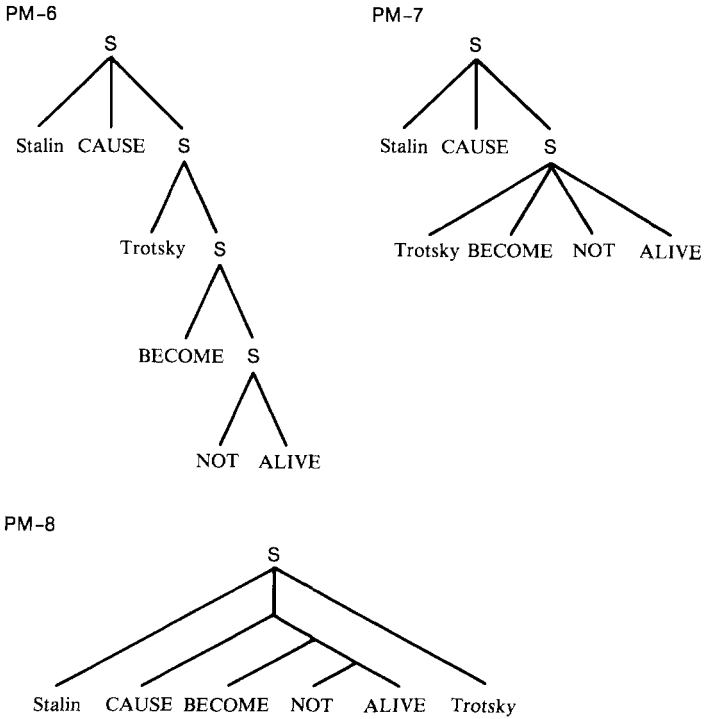 PM-6
S
Stalin CAUSE S
Trotsky S
BECOME S
NOT ALIVE
PM-7
S
Stalin CAUSE S
Trotsky BECOME NOT ALIVE
PM-8
S
Stalin CAUSE BECOME NOT ALIVE Trotsky